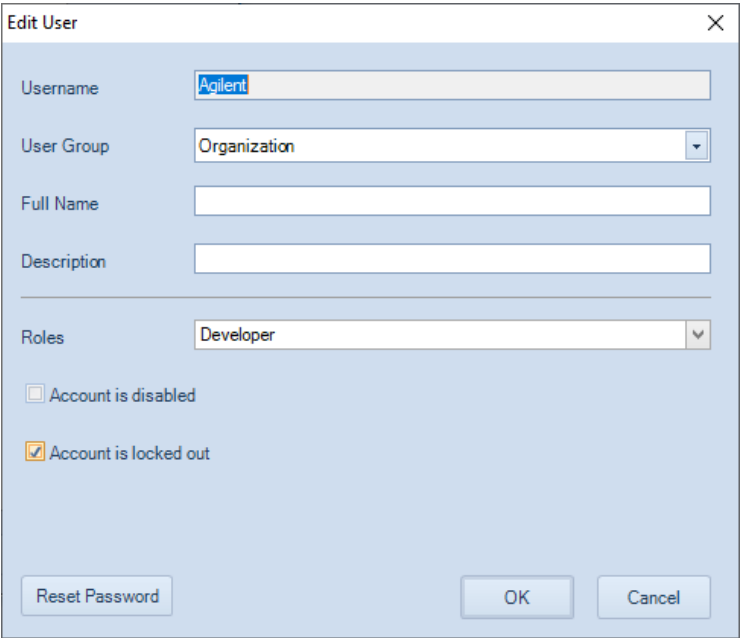 Edit User
Username
Agilent
User Group
Organization
Full Name
Description
Roles
Developer
Account is disabled
Account is locked out
Reset Password
OK
Cancel